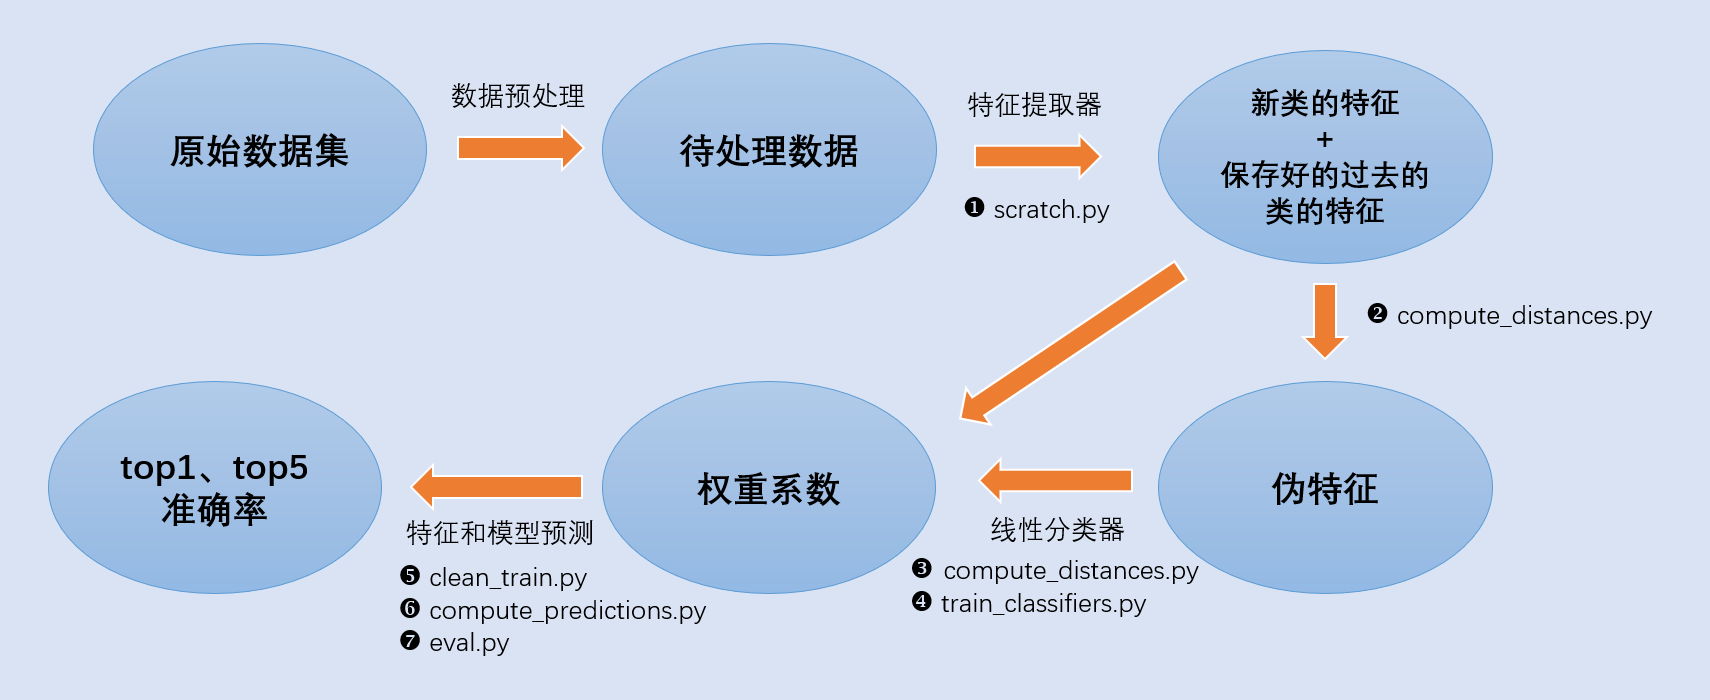 原始数据集
数据预处理
待处理数据
特征提取器
❶ scratch.py
新类的特征
+
保存好的过去的
类的特征
❷ compute_distances.py
伪特征
线性分类器
❸ compute_distances.py
❹ train_classifiers.py
权重系数
特征和模型预测
❺ clean_train.py
❻ compute_predictions.py
❼ eval.py
top1、top5
准确率